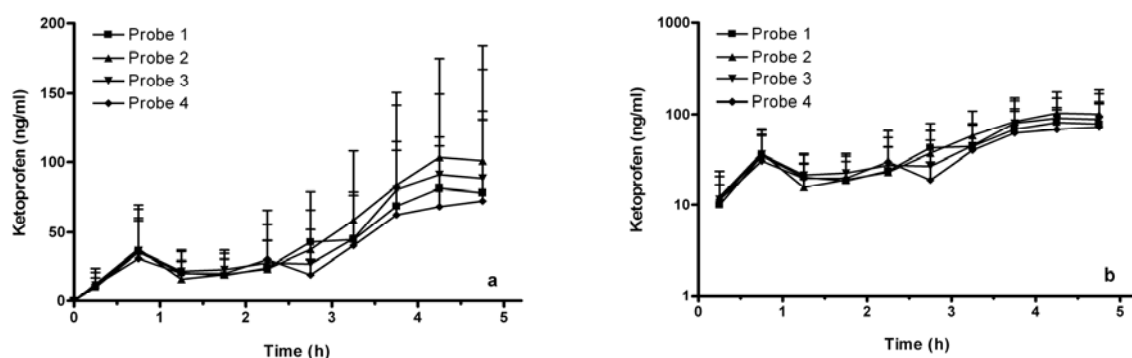 200
150
100
50
0
Ketoprofen (ng/ml)
Probe 1
Probe 2
Probe 3
Probe 4
a
0 1 2 3 4 5
Time (h)
1000
100
10
1
Ketoprofen (ng/ml)
Probe 1
Probe 2
Probe 3
Probe 4
b
0 1 2 3 4 5
Time (h)